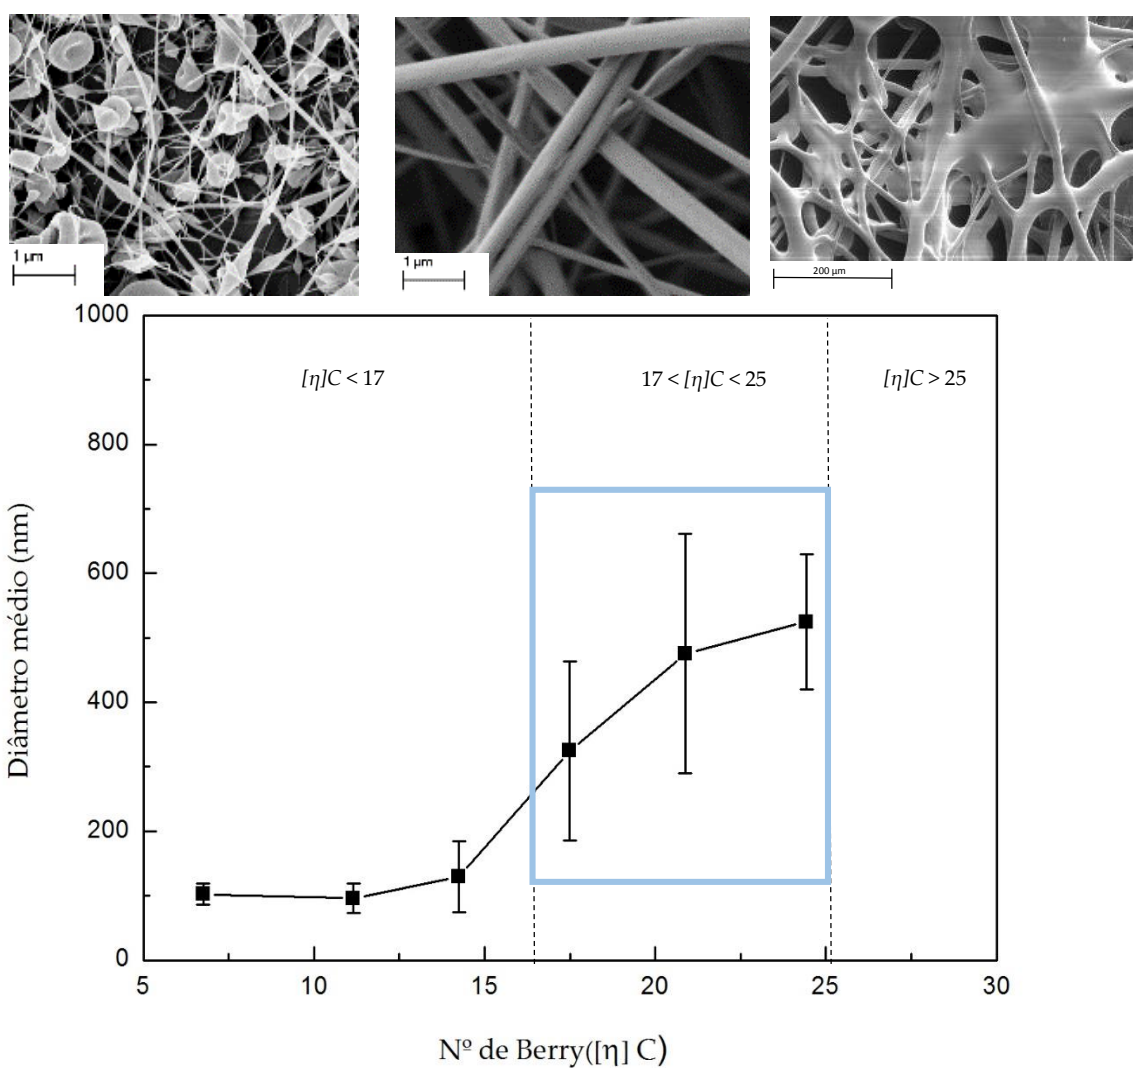 1 µm
1 µm
200 µm
1000
800
600
400
200
0
[η]C < 17
17 < [η]C < 25
[η]C > 25
Diâmetro médio (nm)
5
10
15
20
25
30
Nº de Berry([η] C)